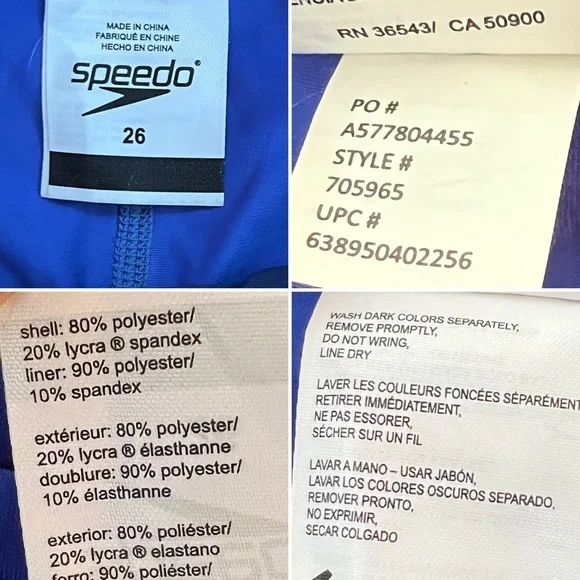 MADE IN CHINA
FABRIQUÉ EN CHINE
HECHO EN CHINA
speedo®
26
RN 36543/ CA 50900
PO #
A577804455
STYLE #
705965
UPC #
638950402256
shell: 80% polyester/
20% lycra ® spandex
liner: 90% polyester/
10% spandex
extérieur: 80% polyester/
20% lycra ® élasthanne
doublure: 90% polyester/
10% élasthanne
exterior: 80% poliéster/
20% lycra ® elastano
forro: 90% poliéster/
WASH DARK COLORS SEPARATELY,
REMOVE PROMPTLY,
DO NOT WRING,
LINE DRY
LAVER LES COULEURS FONCÉES SÉPARÉMENT
RETIRER IMMÉDIATEMENT,
NE PAS ESSORER,
SÉCHER SUR UN FIL
LAVAR A MANO – USAR JABÓN,
LAVAR LOS COLORES OSCUROS SEPARADO,
REMOVER PRONTO,
NO EXPRIMIR,
SECAR COLGADO